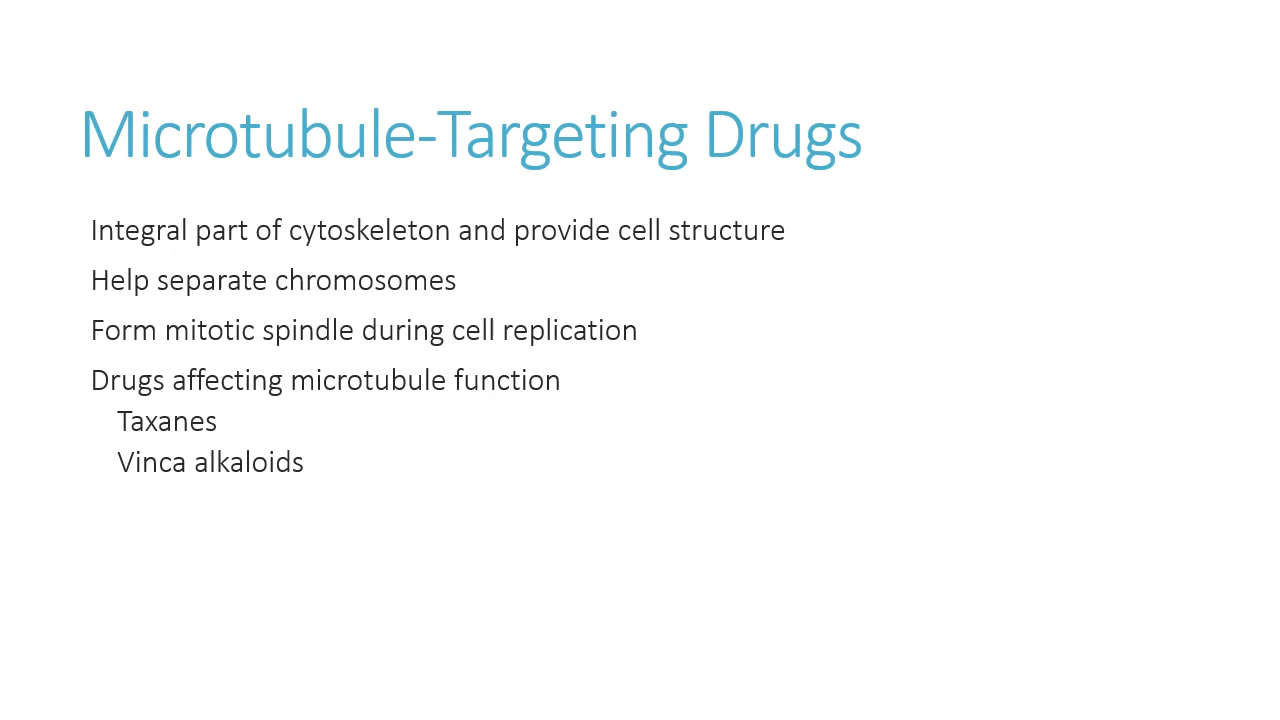 Microtubule-Targeting Drugs
Integral part of cytoskeleton and provide cell structure
Help separate chromosomes
Form mitotic spindle during cell replication
Drugs affecting microtubule function
Taxanes
Vinca alkaloids